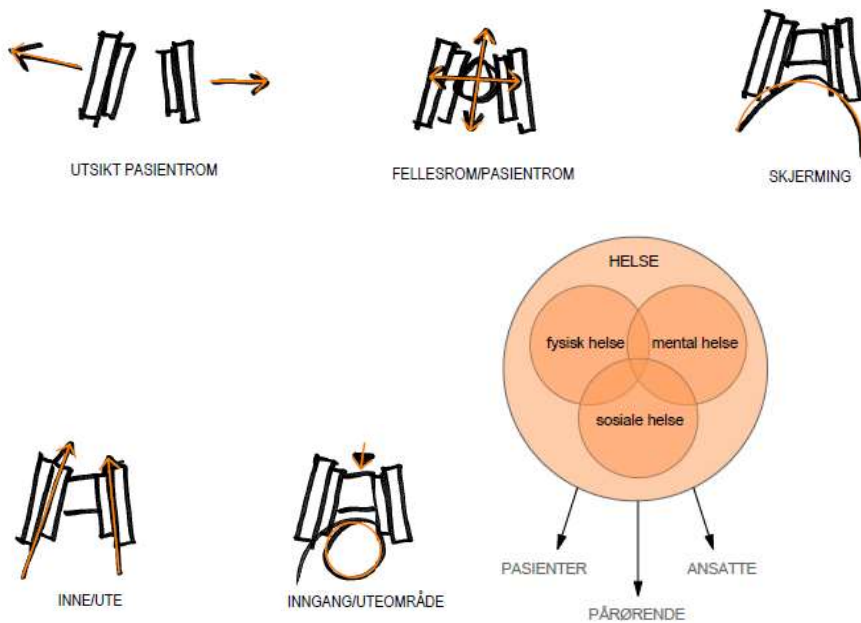 UTSIKT PASIENTROM
FELLESROM/PASIENTROM
SKJERMING
HELSE
fysisk helse
mental helse
sosiale helse
INNE/UTE
INNGANG/UTEOMRÅDE
PASIENTER
ANSATTE
PÅRØRENDE